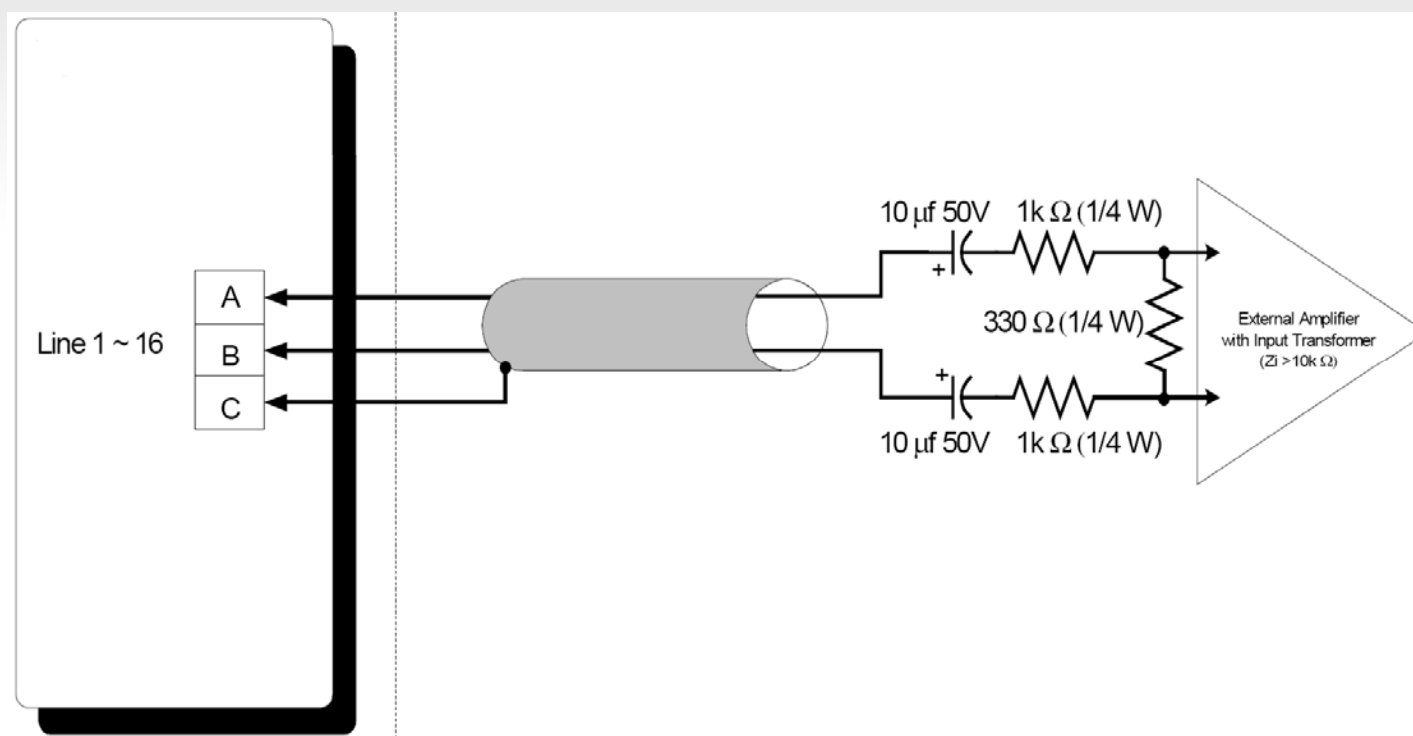 10 μf 50V
1k Ω (1/4 W)
+
A
Line 1 ~ 16
B
C
330 Ω (1/4 W)
External Amplifier
with Input Transformer
(Zi >10k Ω)
+
10 μf 50V
1k Ω (1/4 W)